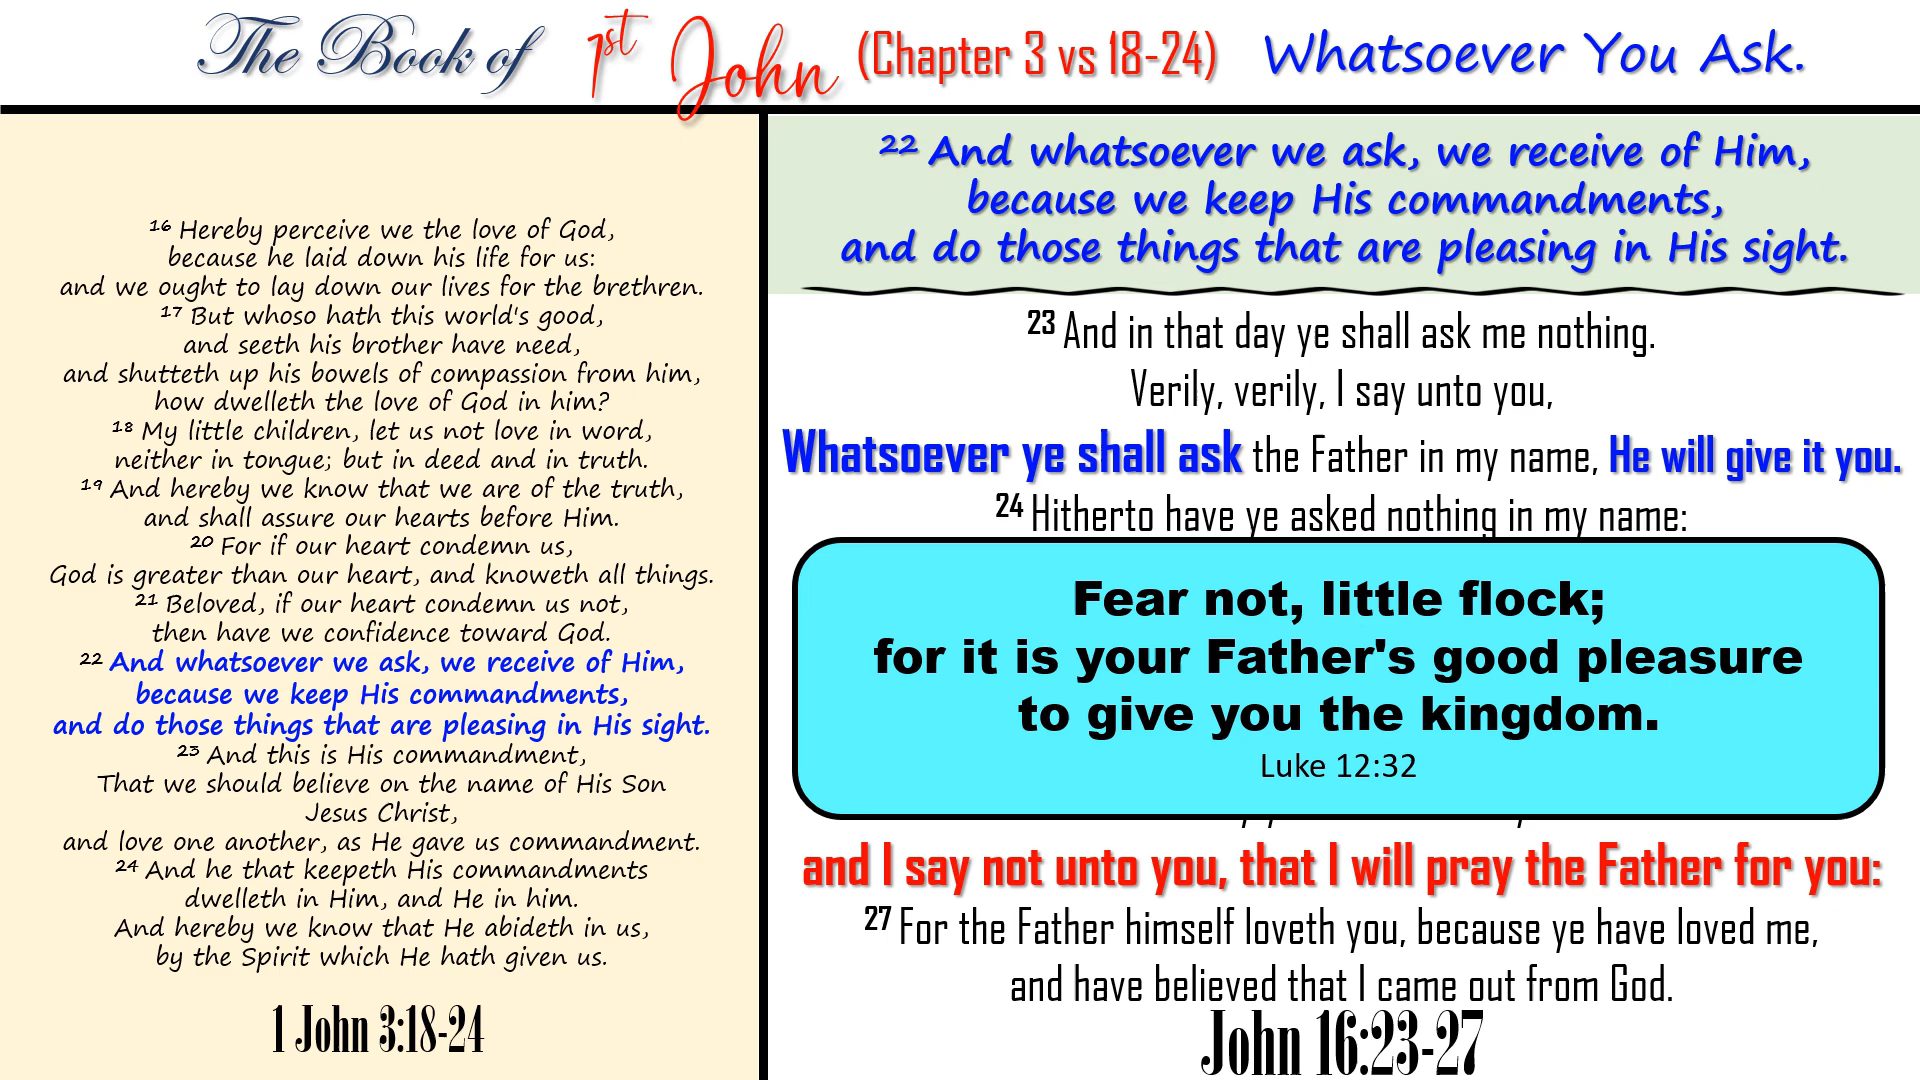 The Book of 1st John (Chapter 3 vs 18-24) Whatsoever You Ask.
16 Hereby perceive we the love of God,
because he laid down his life for us:
and we ought to lay down our lives for the brethren.
17 But whoso hath this world's good,
and seeth his brother have need,
and shutteth up his bowels of compassion from him,
how dwelleth the love of God in him?
18 My little children, let us not love in word,
neither in tongue; but in deed and in truth.
19 And hereby we know that we are of the truth,
and shall assure our hearts before Him.
20 For if our heart condemn us,
God is greater than our heart, and knoweth all things.
21 Beloved, if our heart condemn us not,
then have we confidence toward God.
22 And whatsoever we ask, we receive of Him,
because we keep His commandments,
and do those things that are pleasing in His sight.
23 And this is His commandment,
That we should believe on the name of His Son
Jesus Christ,
and love one another, as He gave us commandment.
24 And he that keepeth His commandments
dwelleth in Him, and He in him.
And hereby we know that He abideth in us,
by the Spirit which He hath given us.
1 John 3:18-24
22 And whatsoever we ask, we receive of Him,
because we keep His commandments,
and do those things that are pleasing in His sight.
23 And in that day ye shall ask me nothing.
Verily, verily, I say unto you,
Whatsoever ye shall ask the Father in my name, He will give it you.
24 Hitherto have ye asked nothing in my name:
Fear not, little flock;
for it is your Father's good pleasure
to give you the kingdom.
Luke 12:32
and I say not unto you, that I will pray the Father for you:
27 For the Father himself loveth you, because ye have loved me,
and have believed that I came out from God.
John 16:23-27